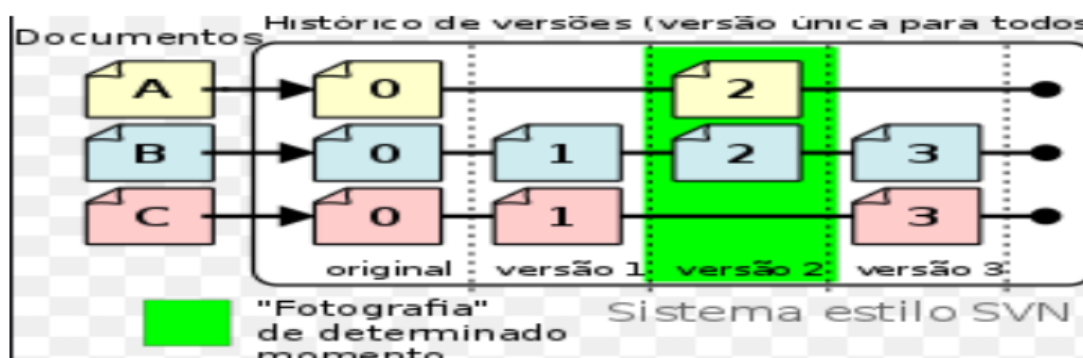 Histórico de versões (versão única para todos
Documentos
A 0 2
B 0 1 2 3
C 0 1 3
original versão 1 versão 2 versão 3
"Fotografia"
de determinado
momento
Sistema estilo SVN